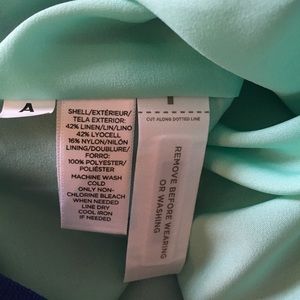 A
SHELL/EXTÉRIEUR/
TELA EXTERIOR:
42% LINEN/LIN/LINO
42% LYOCELL
16% NYLON/NILÓN
LINING/DOUBLURE/
FORRO:
100% POLYESTER/
POLIÉSTER
MACHINE WASH
COLD
ONLY NON-
CHLORINE BLEACH
WHEN NEEDED
LINE DRY
COOL IRON
IF NEEDED
CUT ALONG DOTTED LINE
REMOVE BEFORE WEARING
OR WASHING